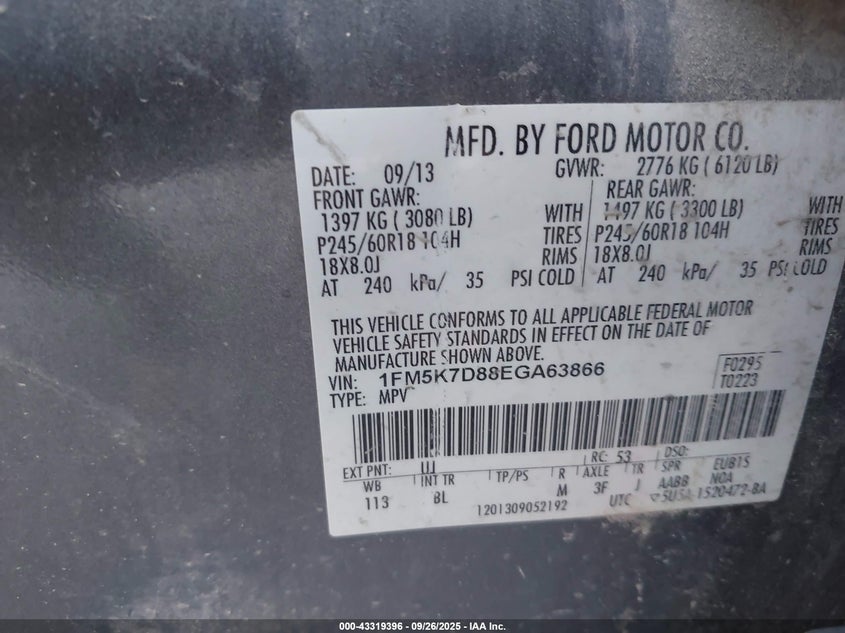 MFD. BY FORD MOTOR CO.
DATE: 09/13 GVWR: 2776 KG ( 6120 LB)
FRONT GAWR: REAR GAWR:
1397 KG ( 3080 LB) WITH 1497 KG ( 3300 LB) WITH
P245/60R18 104H TIRES P245/60R18 104H TIRES
18X8.0J RIMS 18X8.0J RIMS
AT 240 kPa/ 35 PSI COLD AT 240 kPa/ 35 PSI COLD
THIS VEHICLE CONFORMS TO ALL APPLICABLE FEDERAL MOTOR
VEHICLE SAFETY STANDARDS IN EFFECT ON THE DATE OF
MANUFACTURE SHOWN ABOVE.
VIN: 1FM5K7D88EGA63866 F0295
TYPE: MPV T0223
EXT PNT: UJ RC: 53 DSO:
WB INT TR TP/PS R AXLE TR SPR EUB15
113 BL M 3F J AABB NOA
1201309052192 UTC 5U5A-1520472-BA
000-43319396 - 09/26/2025 - IAA Inc.